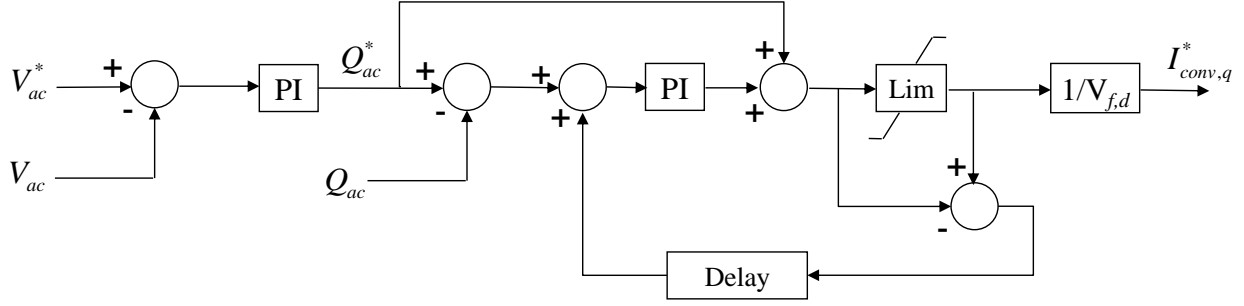 V*ac
+
-
Vac
PI
Q*ac
+
-
Qac
+
+
PI
+
+
Lim
1/Vf,d
I*conv,q
+
-
Delay